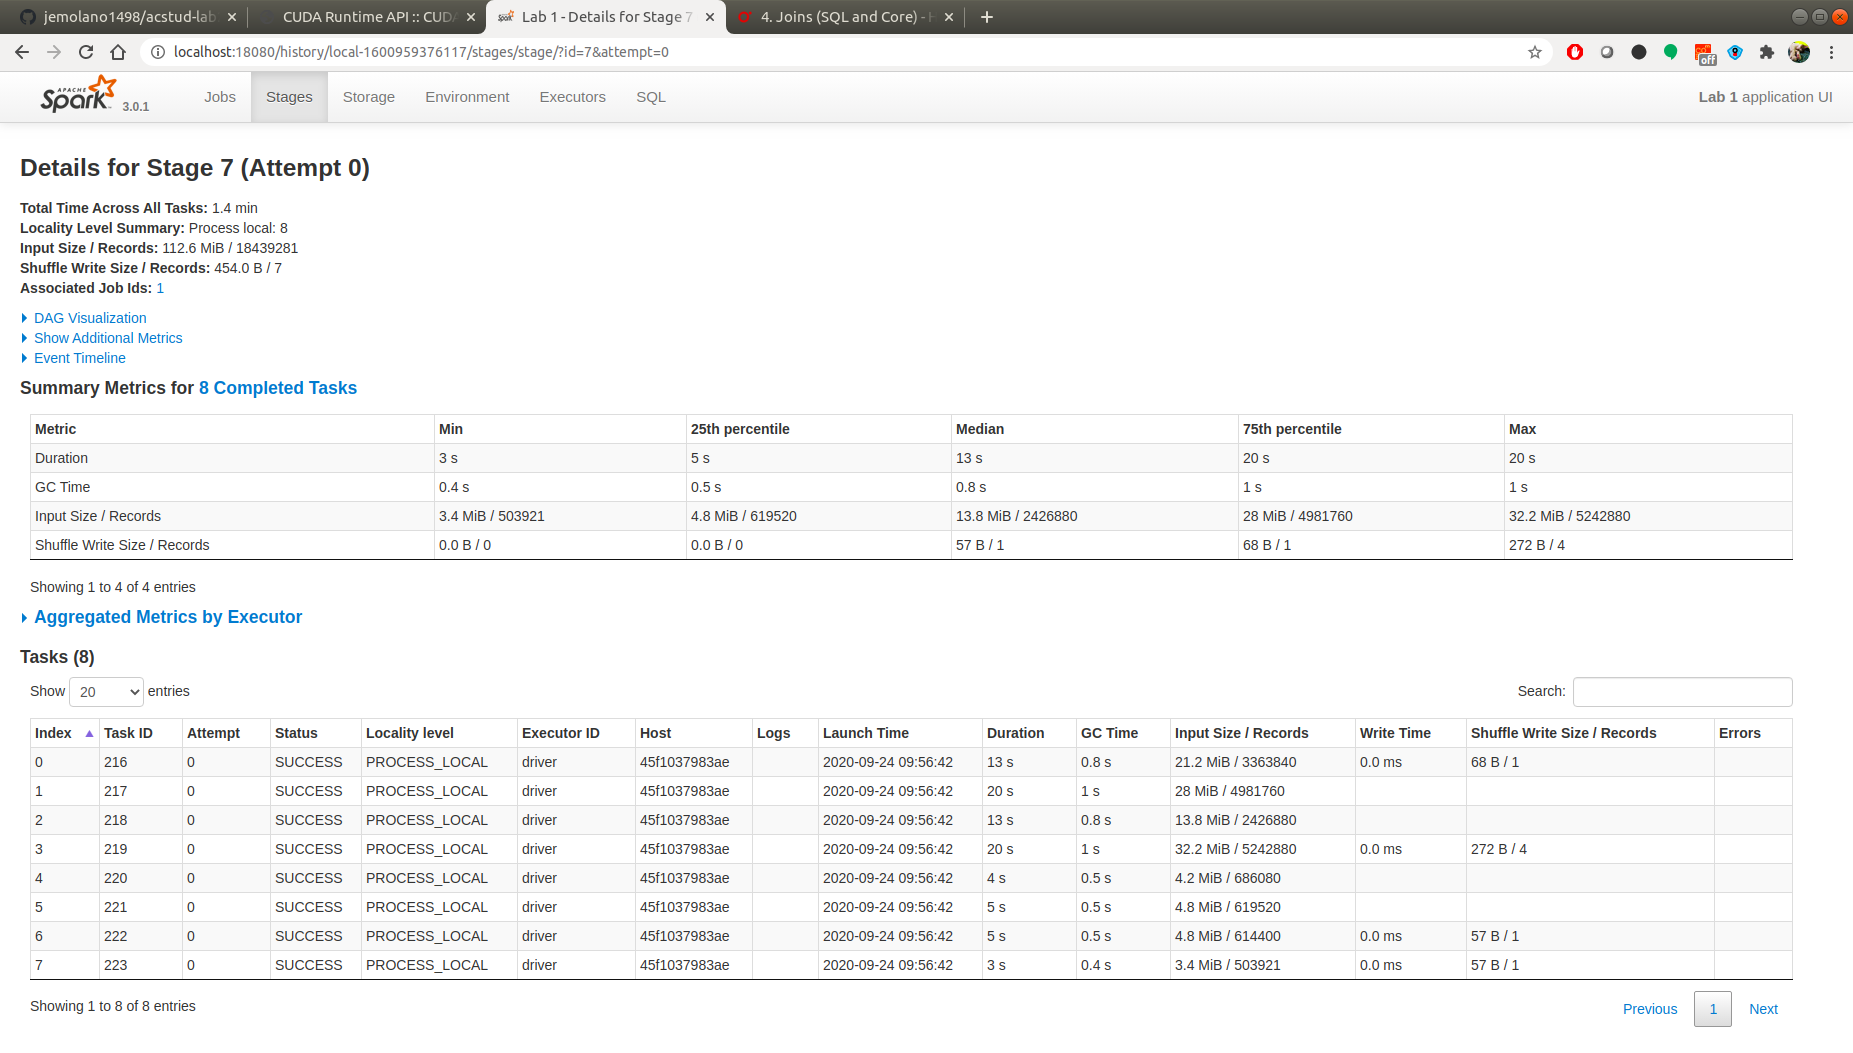 jemolano1498/acstud-lab
CUDA Runtime API :: CUDA
Lab 1 - Details for Stage 7
4. Joins (SQL and Core) - H
localhost:18080/history/local-1600959376117/stages/stage/?id=7&attempt=0
off
APACHE Spark 3.0.1 Jobs Stages Storage Environment Executors SQL Lab 1 application UI
Details for Stage 7 (Attempt 0)
Total Time Across All Tasks: 1.4 min
Locality Level Summary: Process local: 8
Input Size / Records: 112.6 MiB / 18439281
Shuffle Write Size / Records: 454.0 B / 7
Associated Job Ids: 1
DAG Visualization
Show Additional Metrics
Event Timeline
Summary Metrics for 8 Completed Tasks
Metric Min 25th percentile Median 75th percentile Max
Duration 3 s 5 s 13 s 20 s 20 s
GC Time 0.4 s 0.5 s 0.8 s 1 s 1 s
Input Size / Records 3.4 MiB / 503921 4.8 MiB / 619520 13.8 MiB / 2426880 28 MiB / 4981760 32.2 MiB / 5242880
Shuffle Write Size / Records 0.0 B / 0 0.0 B / 0 57 B / 1 68 B / 1 272 B / 4
Showing 1 to 4 of 4 entries
Aggregated Metrics by Executor
Tasks (8)
Show 20 entries Search:
Index Task ID Attempt Status Locality level Executor ID Host Logs Launch Time Duration GC Time Input Size / Records Write Time Shuffle Write Size / Records Errors
0 216 0 SUCCESS PROCESS_LOCAL driver 45f1037983ae 2020-09-24 09:56:42 13 s 0.8 s 21.2 MiB / 3363840 0.0 ms 68 B / 1
1 217 0 SUCCESS PROCESS_LOCAL driver 45f1037983ae 2020-09-24 09:56:42 20 s 1 s 28 MiB / 4981760
2 218 0 SUCCESS PROCESS_LOCAL driver 45f1037983ae 2020-09-24 09:56:42 13 s 0.8 s 13.8 MiB / 2426880
3 219 0 SUCCESS PROCESS_LOCAL driver 45f1037983ae 2020-09-24 09:56:42 20 s 1 s 32.2 MiB / 5242880 0.0 ms 272 B / 4
4 220 0 SUCCESS PROCESS_LOCAL driver 45f1037983ae 2020-09-24 09:56:42 4 s 0.5 s 4.2 MiB / 686080
5 221 0 SUCCESS PROCESS_LOCAL driver 45f1037983ae 2020-09-24 09:56:42 5 s 0.5 s 4.8 MiB / 619520
6 222 0 SUCCESS PROCESS_LOCAL driver 45f1037983ae 2020-09-24 09:56:42 5 s 0.5 s 4.8 MiB / 614400 0.0 ms 57 B / 1
7 223 0 SUCCESS PROCESS_LOCAL driver 45f1037983ae 2020-09-24 09:56:42 3 s 0.4 s 3.4 MiB / 503921 0.0 ms 57 B / 1
Showing 1 to 8 of 8 entries Previous 1 Next